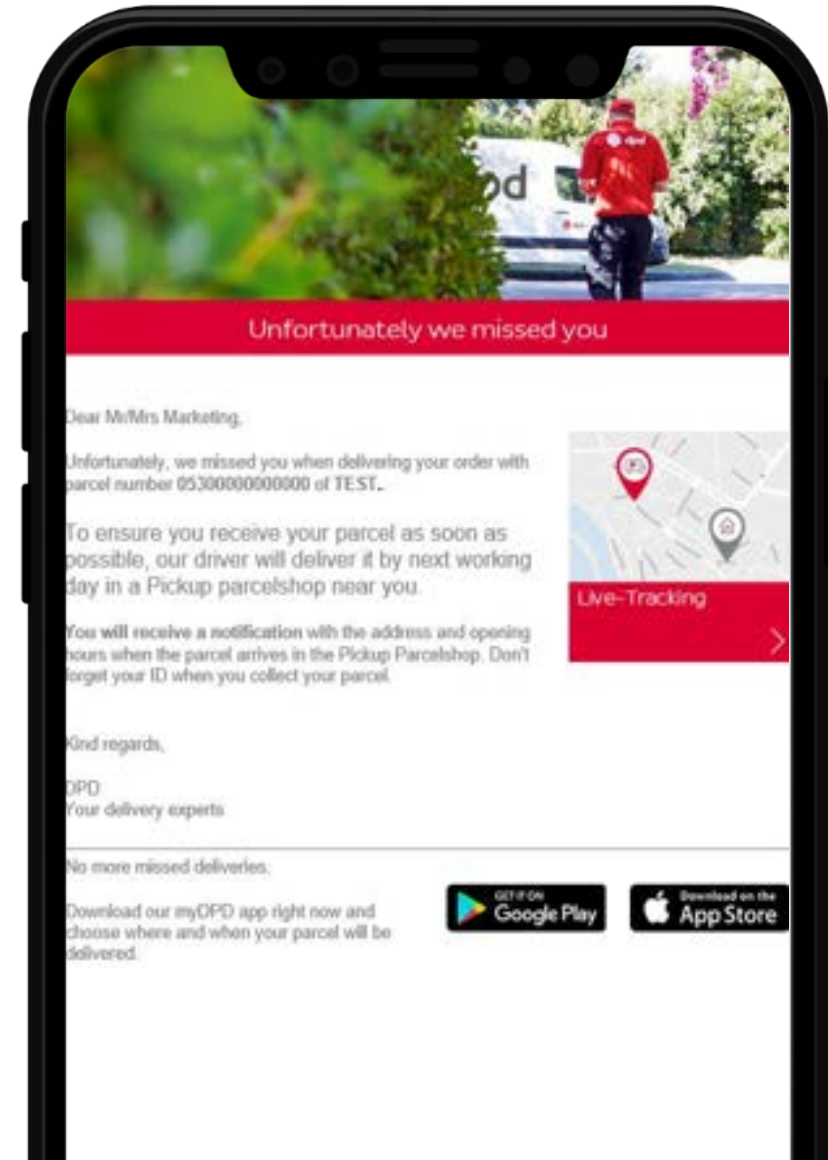 dpd
pd
Unfortunately we missed you
Dear Mr/Mrs Marketing,
Unfortunately, we missed you when delivering your order with
parcel number 05300000000000 of TEST..
To ensure you receive your parcel as soon as
possible, our driver will deliver it by next working
day in a Pickup parcelshop near you.
You will receive a notification with the address and opening
hours when the parcel arrives in the Pickup Parcelshop. Don't
forget your ID when you collect your parcel.
Live-Tracking
Kind regards,
DPD
Your delivery experts
No more missed deliveries.
Download our myDPD app right now and
choose where and when your parcel will be
delivered.
GET IT ON
Google Play
Download on the
App Store